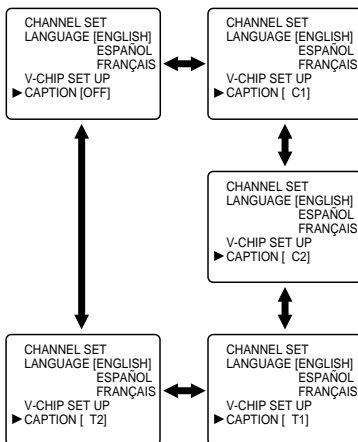 CHANNEL SET
LANGUAGE [ENGLISH]
ESPAÑOL
FRANÇAIS
V-CHIP SET UP
►CAPTION [OFF]
CHANNEL SET
LANGUAGE [ENGLISH]
ESPAÑOL
FRANÇAIS
V-CHIP SET UP
►CAPTION [ C1]
CHANNEL SET
LANGUAGE [ENGLISH]
ESPAÑOL
FRANÇAIS
V-CHIP SET UP
►CAPTION [ C2]
CHANNEL SET
LANGUAGE [ENGLISH]
ESPAÑOL
FRANÇAIS
V-CHIP SET UP
►CAPTION [ T2]
CHANNEL SET
LANGUAGE [ENGLISH]
ESPAÑOL
FRANÇAIS
V-CHIP SET UP
►CAPTION [ T1]